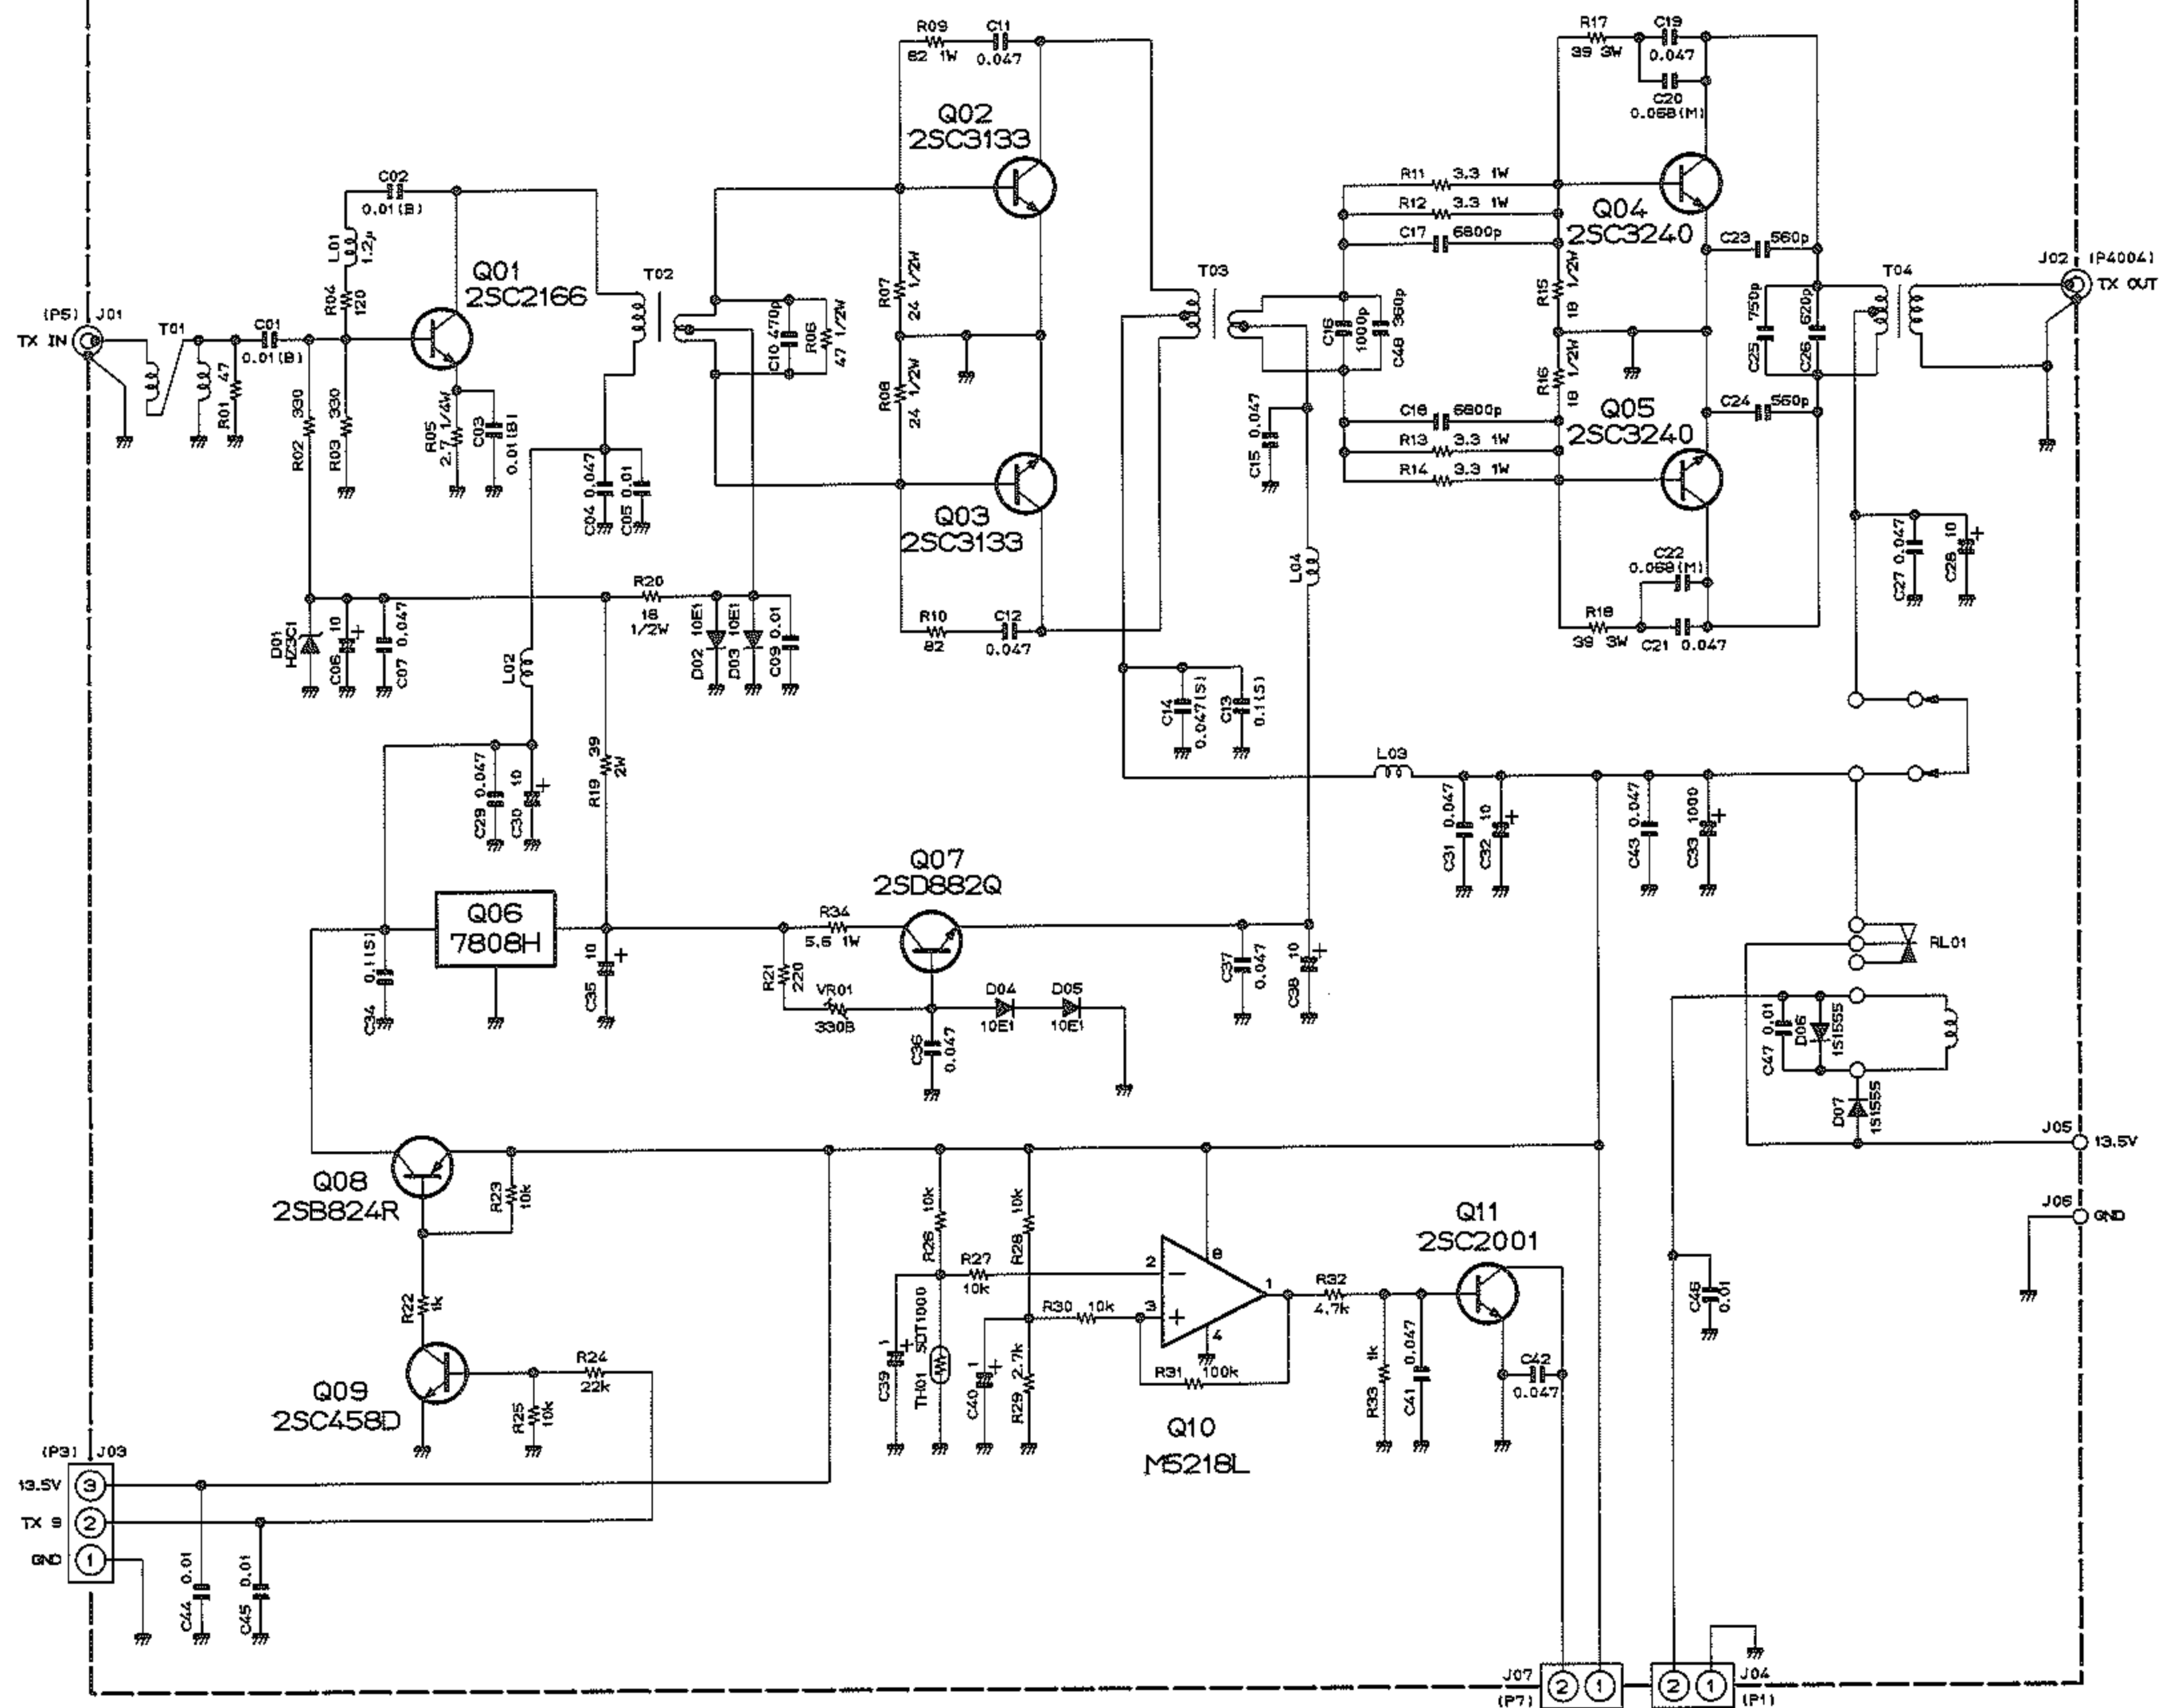 R09
82 1W
C11
0.047
R17
39 3W
C19
0.047
C20
0.068(M)
Q02
2SC3133
C02
0.01(B)
L01
1.2μ
R04
120
Q01
2SC2166
T02
R11 3.3 1W
R12 3.3 1W
C17 6800p
Q04
2SC3240
C23 560p
(P5) J01
TX IN
T01
C01
0.01(B)
R01 47
R02 330
R03 330
R05
2.7 1/4W
C03
0.01(B)
C10 470p
R06
47 1/2W
R07
24 1/2W
R08
24 1/2W
T03
C16
1000p
C48 360p
R15
18 1/2W
R16
18 1/2W
C25 750p
C26 620p
T04
J02 (P4004)
TX OUT
C04 0.047
C05 0.01
Q03
2SC3133
C15 0.047
C18 6800p
R13 3.3 1W
R14 3.3 1W
Q05
2SC3240
C24 560p
C22
0.068(M)
R18
39 3W
C21 0.047
C27 0.047
C28 10
+
D01
HZ3C1
C06 10
+
C07 0.047
L02
R20
18
1/2W
D02 10E1
D03 10E1
C09 0.01
R10
82
C12
0.047
L04
C14
0.047(S)
C13
0.1(S)
L03
C29 0.047
C30 10
+
R19 39
2W
C31 0.047
C32 10
+
C43 0.047
C33 1000
+
Q07
2SD882Q
Q06
7808H
C34 0.1(S)
C35 10
+
R34
5.6 1W
R21
220
VR01
330B
C36
0.047
D04
10E1
D05
10E1
C37
0.047
C38 10
+
RL01
C47 0.01
D06
1S1555
D07
1S1555
J05
13.5V
J06
GND
Q08
2SB824R
R23
10k
R22
1k
Q09
2SC458D
R24
22k
R25
10k
R26 10k
R28 10k
R27
10k
R30 10k
2
−
3
+
8
4
1
C39 1
+
TH01 SDT1000
C40 1
+
R29 2.7k
R31 100k
Q10
M5218L
R32
4.7k
R33 1k
C41 0.047
Q11
2SC2001
C42
0.047
C46
0.01
(P3) J03
13.5V 3
TX 9 2
GND 1
C44 0.01
C45 0.01
J07
(P7)
2 1
2 1
J04
(P1)